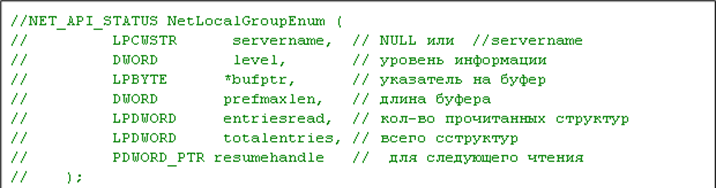 //NET_API_STATUS NetLocalGroupEnum (
// LPCWSTR servername, // NULL или //servername
// DWORD level, // уровень информации
// LPBYTE *bufptr, // указатель на буфер
// DWORD prefmaxlen, // длина буфера
// LPDWORD entriesread, // кол-во прочитанных структур
// LPDWORD totalentries, // всего сструктур
// PDWORD_PTR resumehandle // для следующего чтения
// );